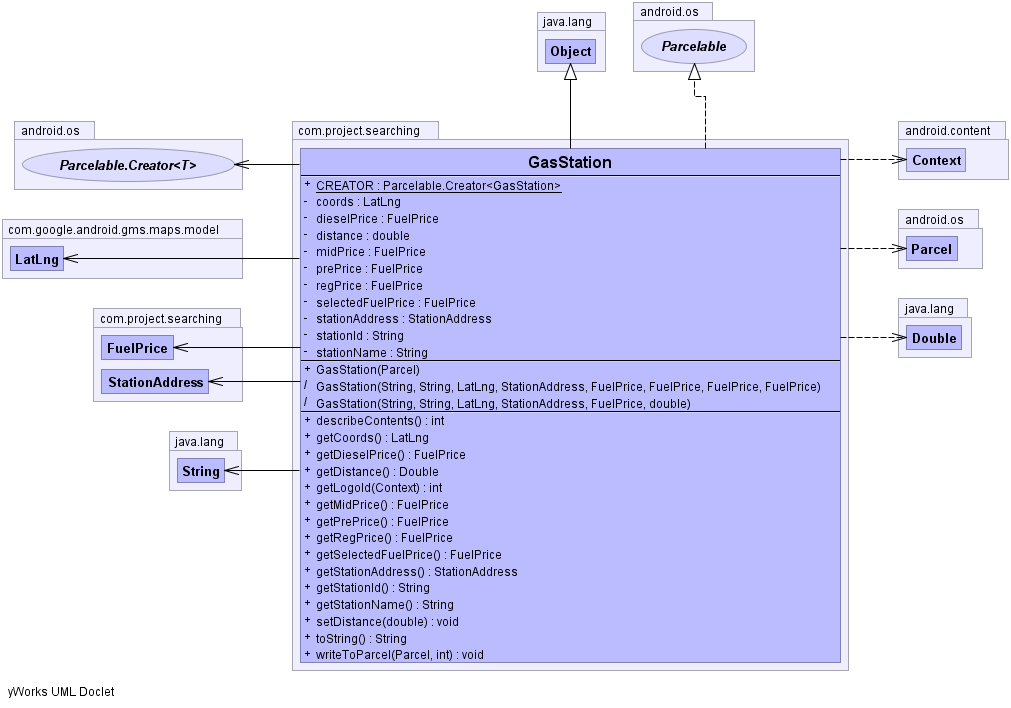 java.lang
Object
android.os
Parcelable
android.os
Parcelable.Creator<T>
com.google.android.gms.maps.model
LatLng
com.project.searching
FuelPrice
StationAddress
java.lang
String
com.project.searching
GasStation
+ CREATOR : Parcelable.Creator<GasStation>
- coords : LatLng
- dieselPrice : FuelPrice
- distance : double
- midPrice : FuelPrice
- prePrice : FuelPrice
- regPrice : FuelPrice
- selectedFuelPrice : FuelPrice
- stationAddress : StationAddress
- stationId : String
- stationName : String
+ GasStation(Parcel)
/ GasStation(String, String, LatLng, StationAddress, FuelPrice, FuelPrice, FuelPrice, FuelPrice)
/ GasStation(String, String, LatLng, StationAddress, FuelPrice, double)
+ describeContents() : int
+ getCoords() : LatLng
+ getDieselPrice() : FuelPrice
+ getDistance() : Double
+ getLogoId(Context) : int
+ getMidPrice() : FuelPrice
+ getPrePrice() : FuelPrice
+ getRegPrice() : FuelPrice
+ getSelectedFuelPrice() : FuelPrice
+ getStationAddress() : StationAddress
+ getStationId() : String
+ getStationName() : String
+ setDistance(double) : void
+ toString() : String
+ writeToParcel(Parcel, int) : void
android.content
Context
android.os
Parcel
java.lang
Double
yWorks UML Doclet